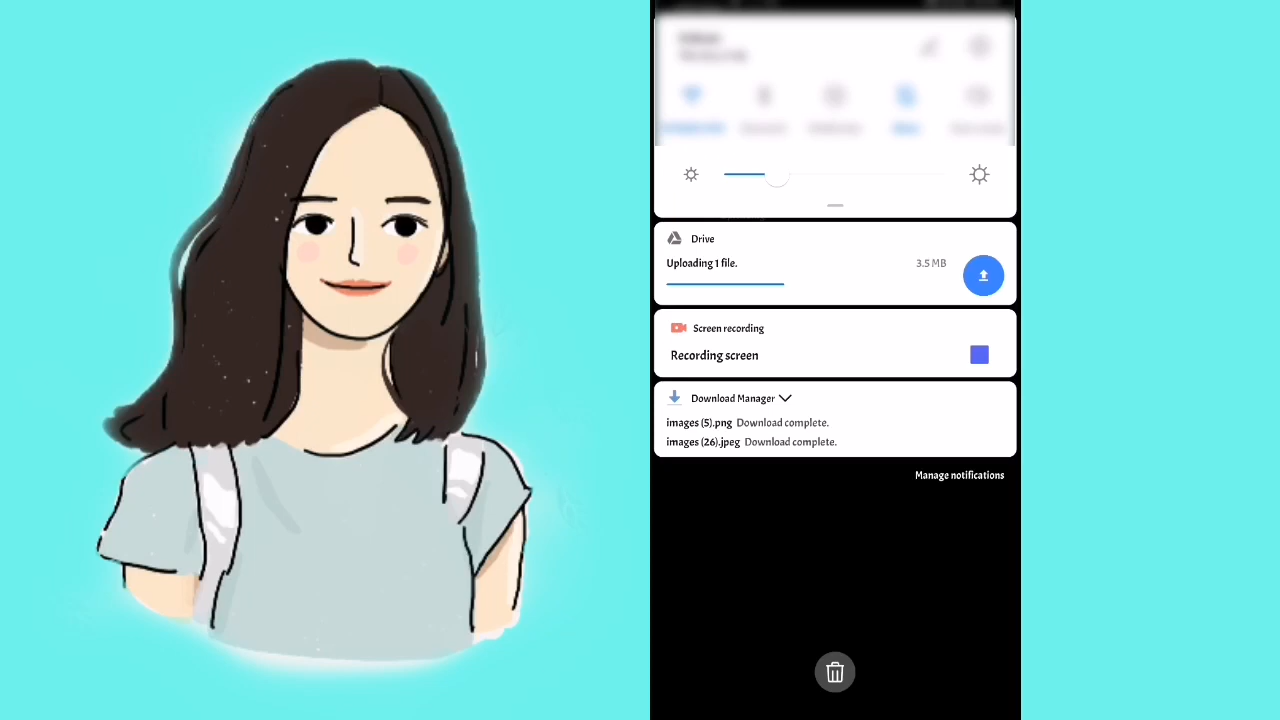 Drive
Uploading 1 file. 3.5 MB
Screen recording
Recording screen
Download Manager
images (5).png Download complete.
images (26).jpeg Download complete.
Manage notifications